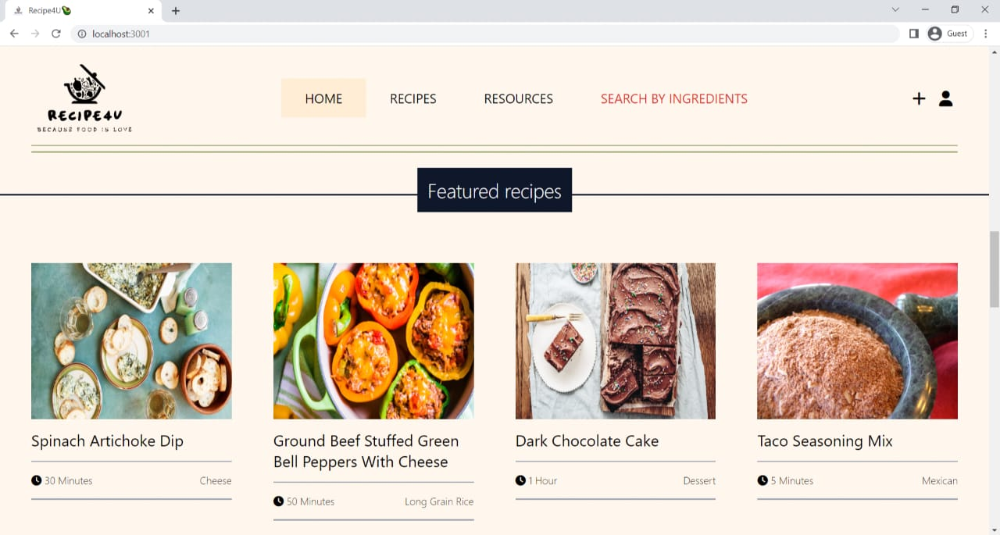 Recipe4U
localhost:3001
Guest
RECIPE4U
BECAUSE FOOD IS LOVE
HOME
RECIPES
RESOURCES
SEARCH BY INGREDIENTS
Featured recipes
Spinach Artichoke Dip
30 Minutes
Cheese
Ground Beef Stuffed Green
Bell Peppers With Cheese
50 Minutes
Long Grain Rice
Dark Chocolate Cake
1 Hour
Dessert
Taco Seasoning Mix
5 Minutes
Mexican